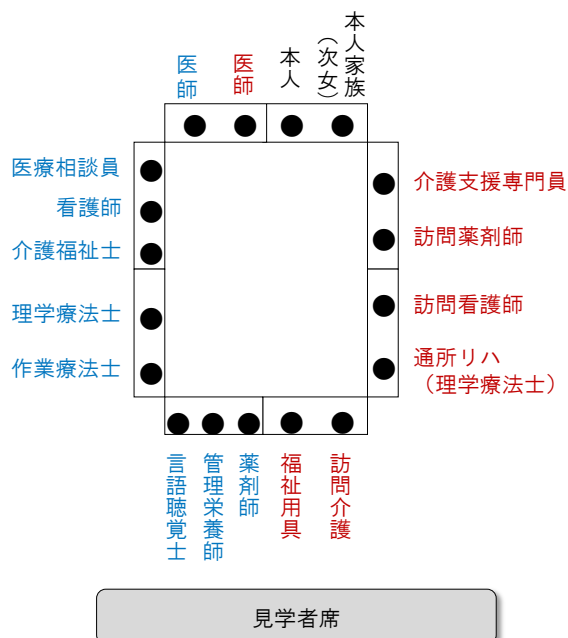 医師
医師
本人
本人家族
（次女）
医療相談員
看護師
介護福祉士
理学療法士
作業療法士
介護支援専門員
訪問薬剤師
訪問看護師
通所リハ
（理学療法士）
言語聴覚士
管理栄養師
薬剤師
福祉用具
訪問介護
見学者席